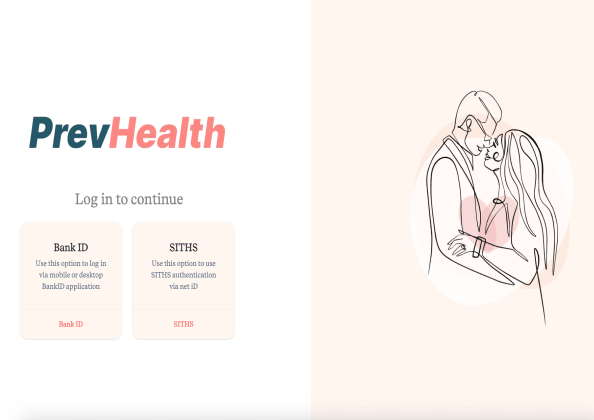 PrevHealth
Log in to continue
Bank ID
Use this option to log in
via mobile or desktop
BankID application
Bank ID
SITHS
Use this option to use
SITHS authentication
via net iD
SITHS